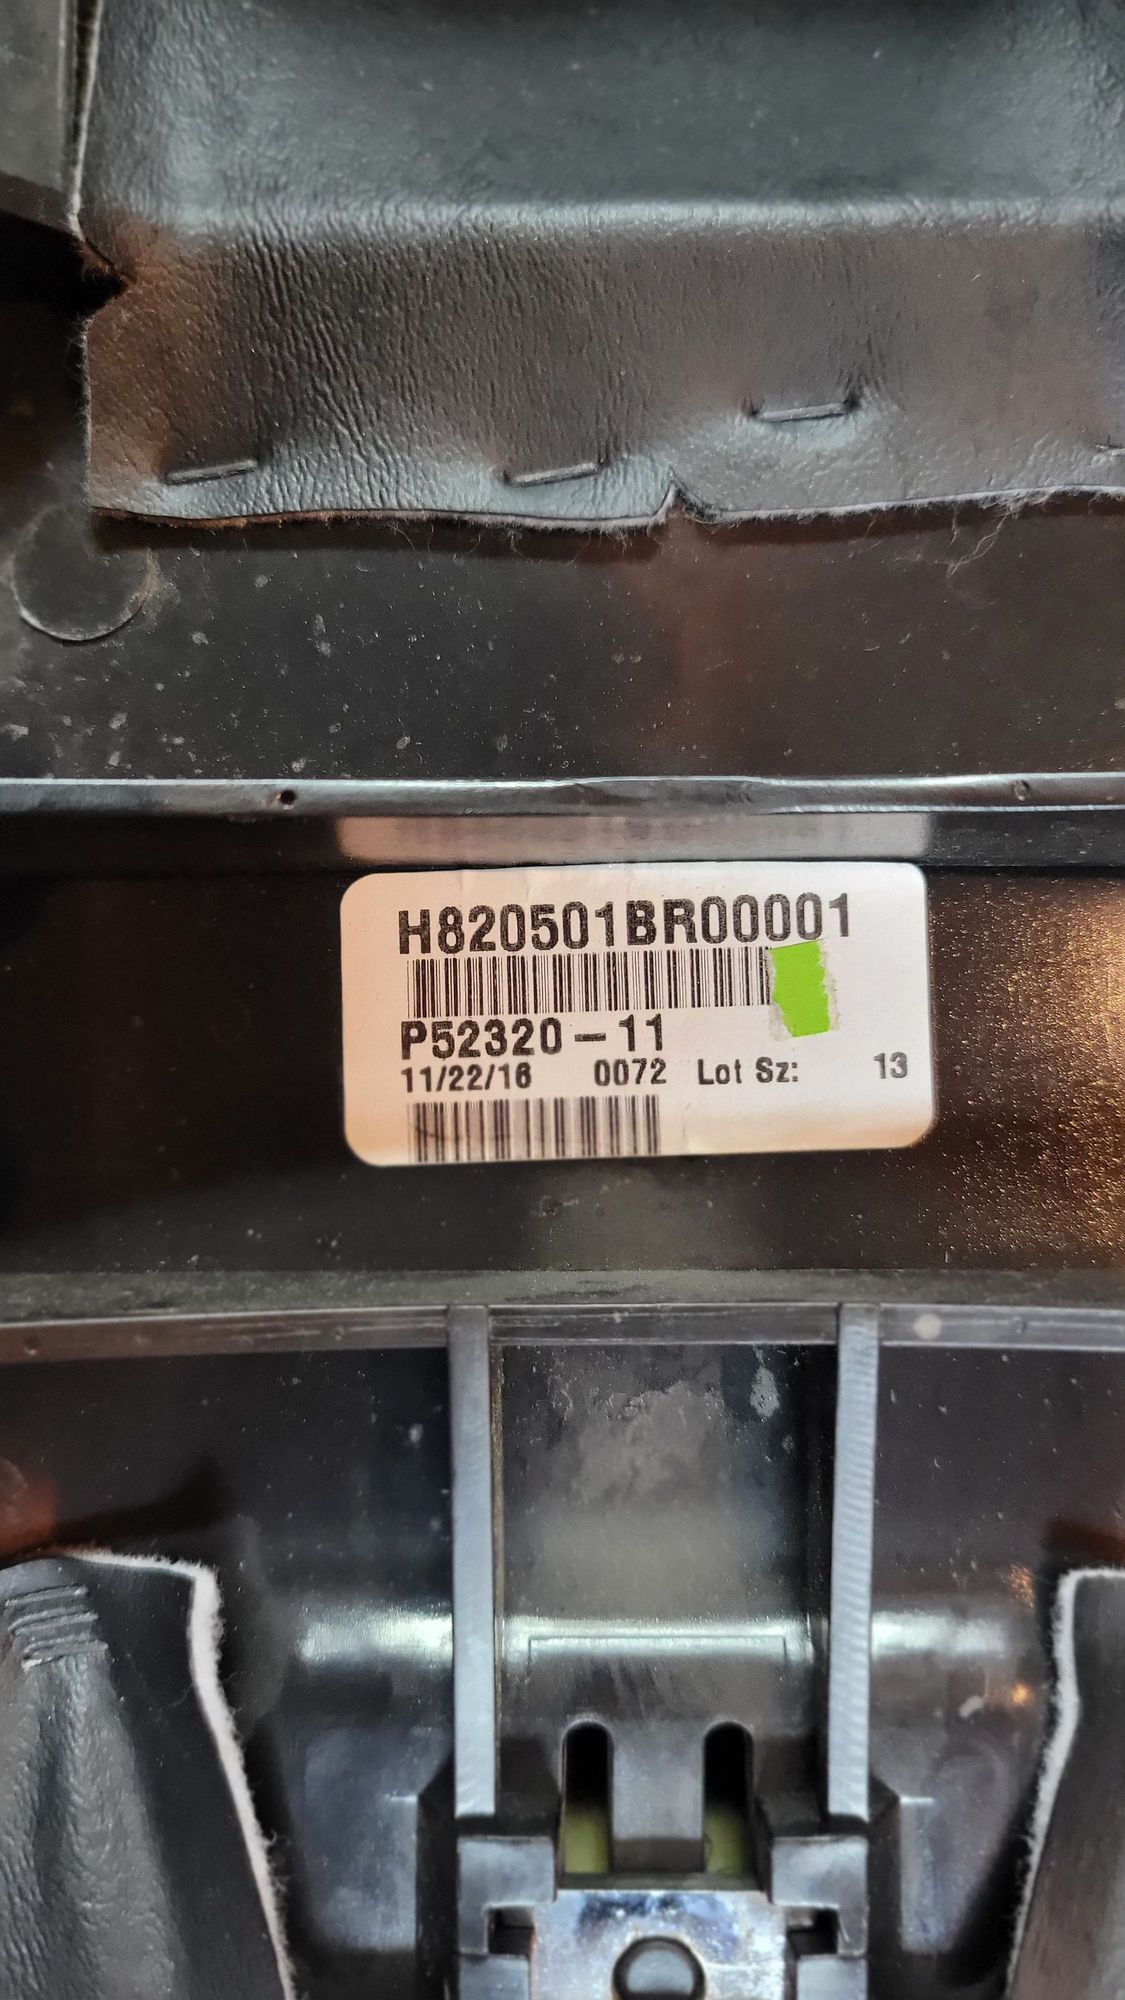 H820501BR00001
P52320-11
11/22/16 0072 Lot Sz: 13